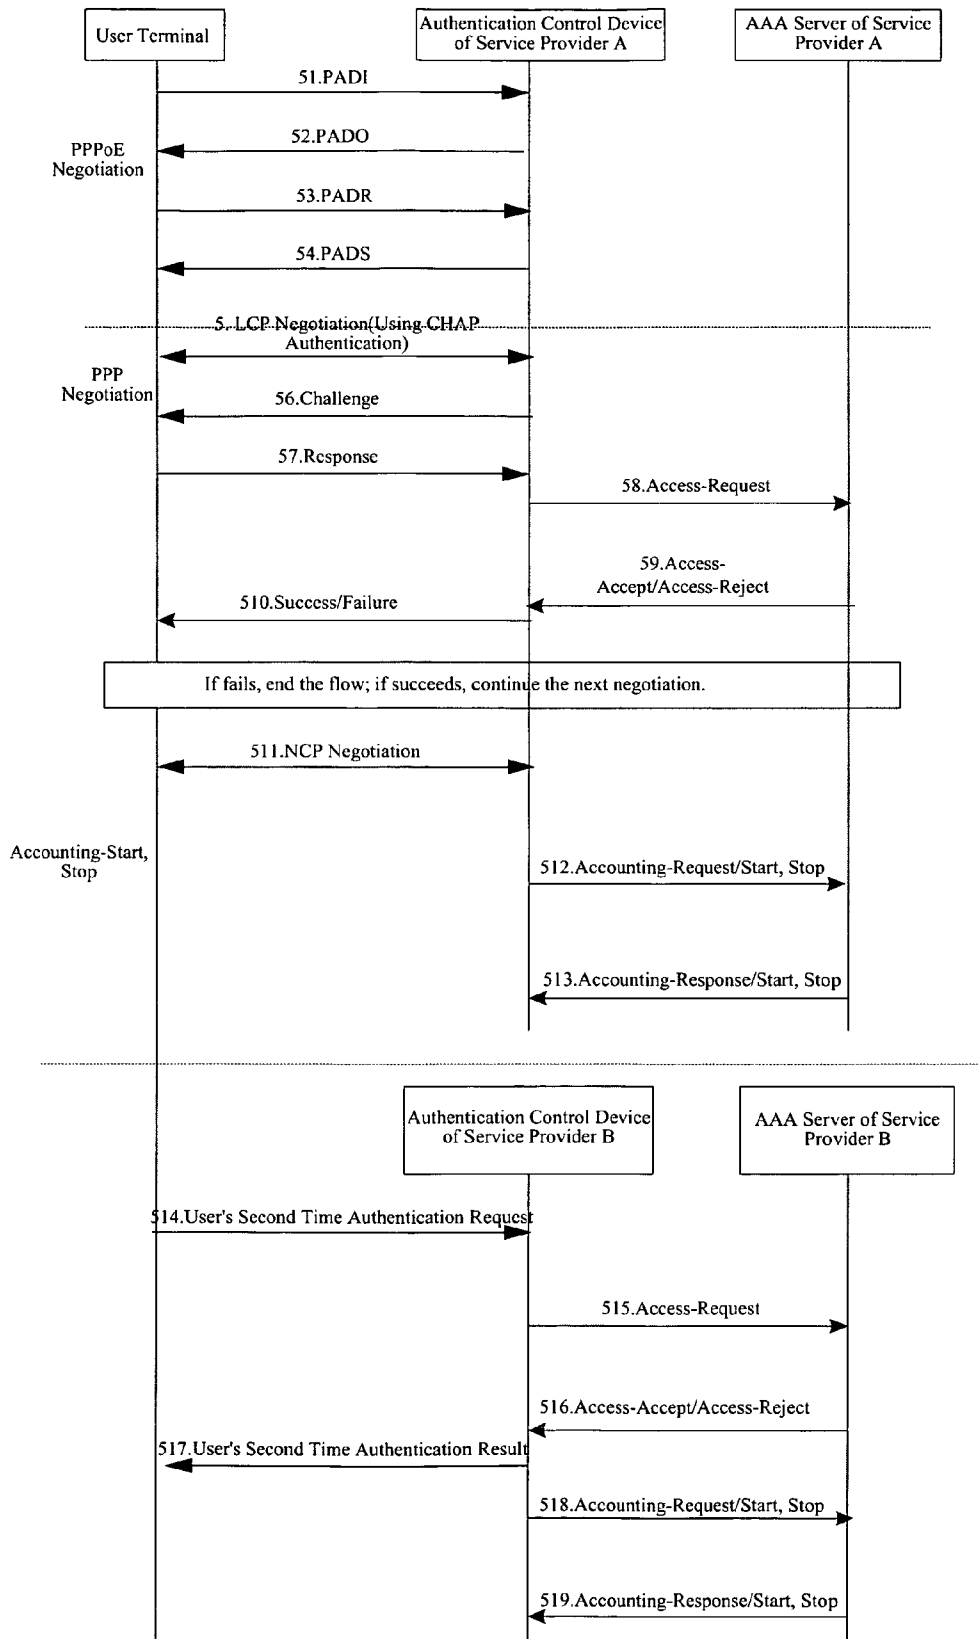 User Terminal
Authentication Control Device
of Service Provider A
AAA Server of Service
Provider A
51.PADI
52.PADO
PPPoE
Negotiation
53.PADR
54.PADS
5. LCP Negotiation(Using CHAP
Authentication)
PPP
Negotiation
56.Challenge
57.Response
58.Access-Request
59.Access-
Accept/Access-Reject
510.Success/Failure
If fails, end the flow; if succeeds, continue the next negotiation.
511.NCP Negotiation
Accounting-Start,
Stop
512.Accounting-Request/Start, Stop
513.Accounting-Response/Start, Stop
Authentication Control Device
of Service Provider B
AAA Server of Service
Provider B
514.User's Second Time Authentication Request
515.Access-Request
516.Access-Accept/Access-Reject
517.User's Second Time Authentication Result
518.Accounting-Request/Start, Stop
519.Accounting-Response/Start, Stop